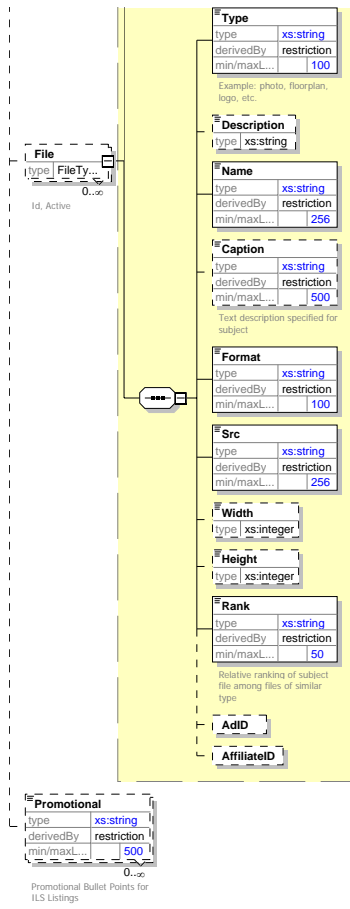 Type
type xs:string
derivedBy restriction
min/maxL... 100
Example: photo, floorplan,
logo, etc.
Description
type xs:string
File
type FileTy...
0..∞
Id, Active
Name
type xs:string
derivedBy restriction
min/maxL... 256
Caption
type xs:string
derivedBy restriction
min/maxL... 500
Text description specified for
subject
Format
type xs:string
derivedBy restriction
min/maxL... 100
Src
type xs:string
derivedBy restriction
min/maxL... 256
Width
type xs:integer
Height
type xs:integer
Rank
type xs:string
derivedBy restriction
min/maxL... 50
Relative ranking of subject
file among files of similar
type
AdID
AffiliateID
Promotional
type xs:string
derivedBy restriction
min/maxL... 500
0..∞
Promotional Bullet Points for
ILS Listings